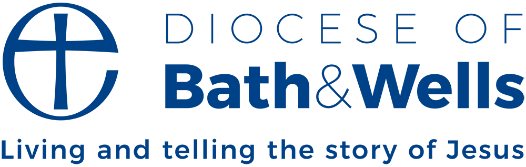 DIOCESE OF
Bath&Wells
Living and telling the story of Jesus